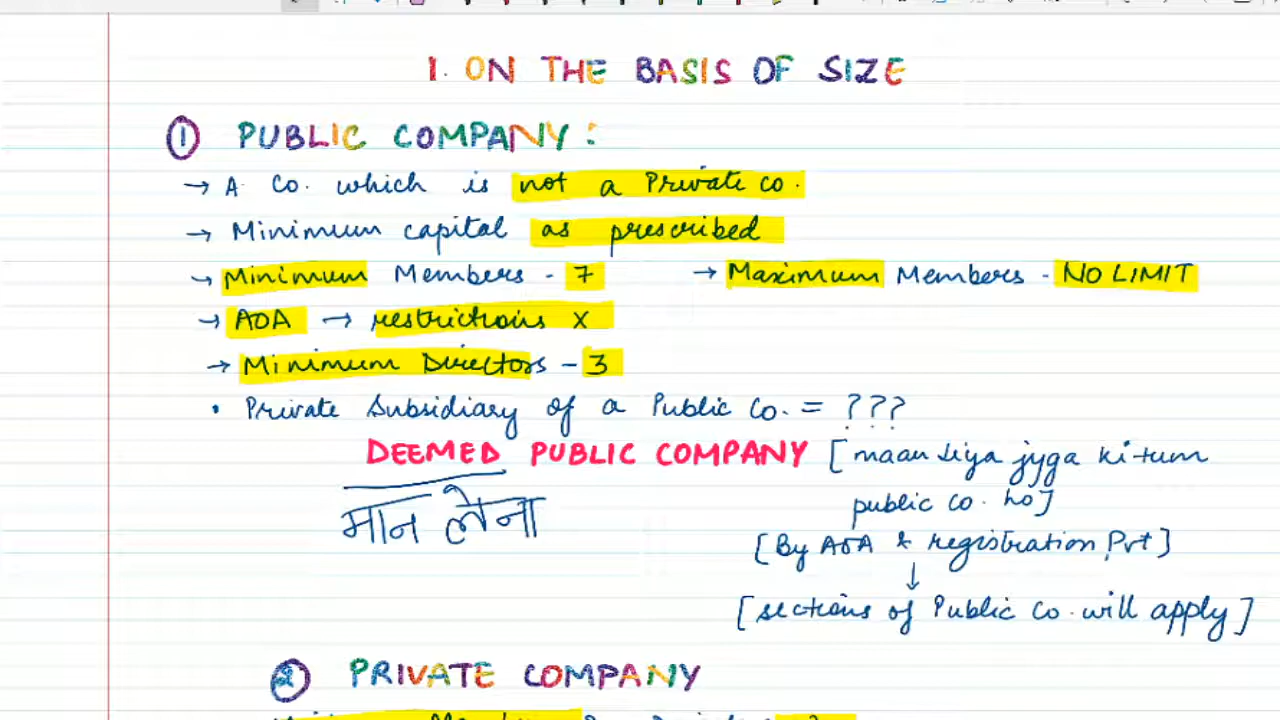 1. ON THE BASIS OF SIZE
① PUBLIC COMPANY:
→ A Co. which is not a Private co.
→ Minimum capital as prescribed
→ Minimum Members - 7 → Maximum Members - NO LIMIT
→ AOA → restrictions x
→ Minimum Directors - 3
• Private Subsidiary of a Public Co. = ???
DEEMED PUBLIC COMPANY [maan liya jyga ki tum
public co. ho]
मान लेना
[By AOA & registration Pvt]
↓
[sections of Public Co. will apply]
② PRIVATE COMPANY